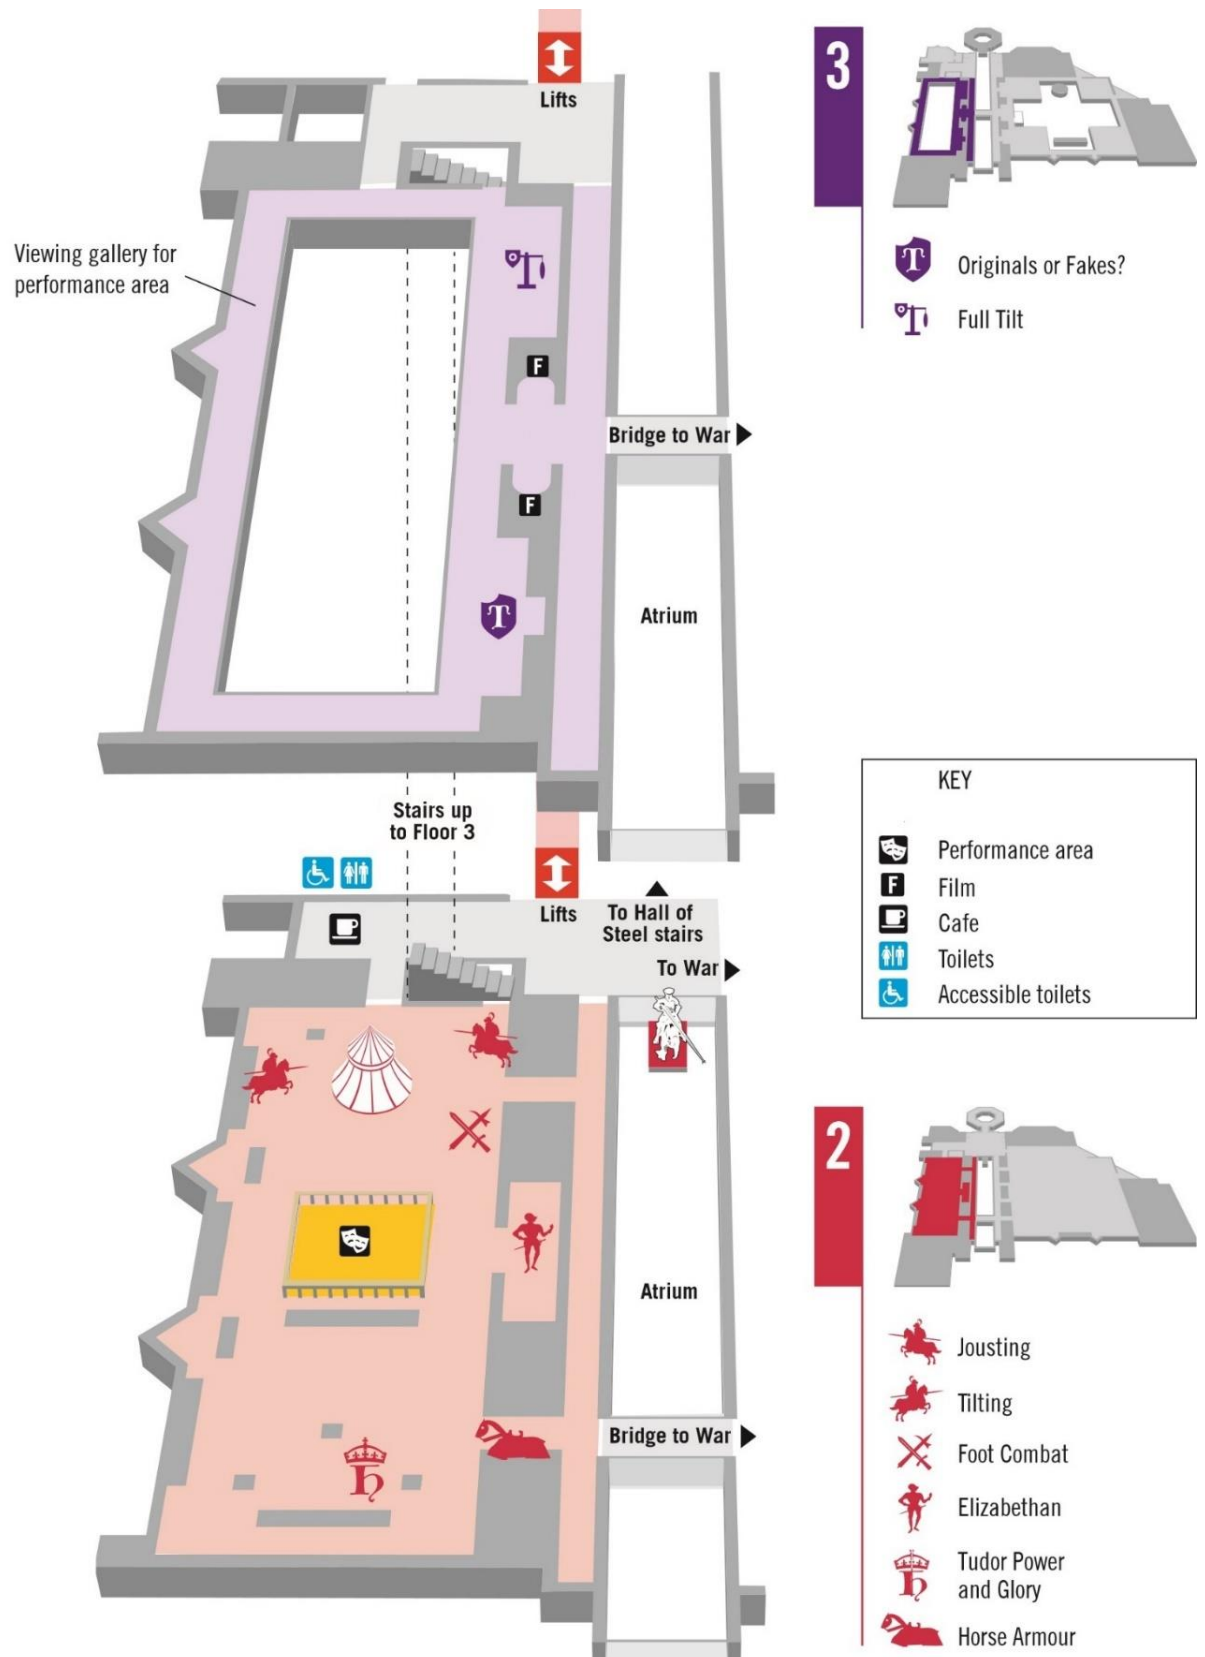 Lifts
3
Viewing gallery for
performance area
Originals or Fakes?
Full Tilt
F
Bridge to War
F
T
Atrium
Stairs up
to Floor 3
KEY
Performance area
F Film
Cafe
Toilets
Accessible toilets
Lifts
To Hall of
Steel stairs
To War
2
Atrium
Bridge to War
h
Jousting
Tilting
Foot Combat
Elizabethan
Tudor Power
and Glory
Horse Armour